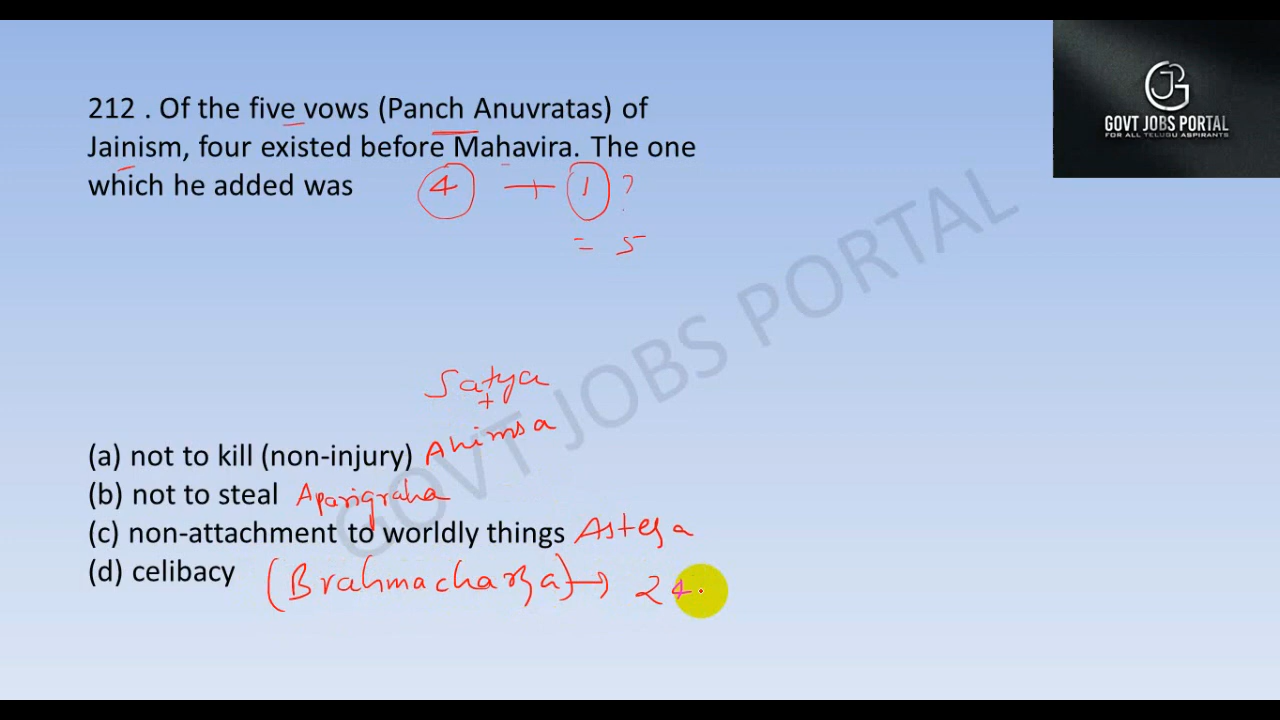 GOVT JOBS PORTAL
FOR ALL TELUGU ASPIRANTS
212 . Of the five vows (Panch Anuvratas) of
Jainism, four existed before Mahavira. The one
which he added was 4 + 1 ?
= 5
GOVT JOBS PORTAL
Satya
+
(a) not to kill (non-injury) Ahimsa
(b) not to steal Aparigraha
(c) non-attachment to worldly things Asteya
(d) celibacy (Brahmacharya) → 24